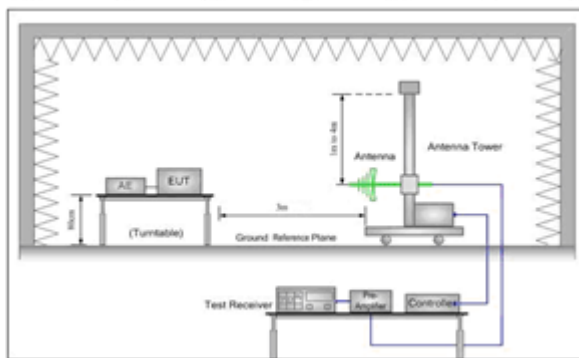 1m to 4m
Antenna
Antenna Tower
AE
EUT
80cm
(Turntable)
3m
Ground Reference Plane
Test Receiver
Pre-
Amplifier
Controller